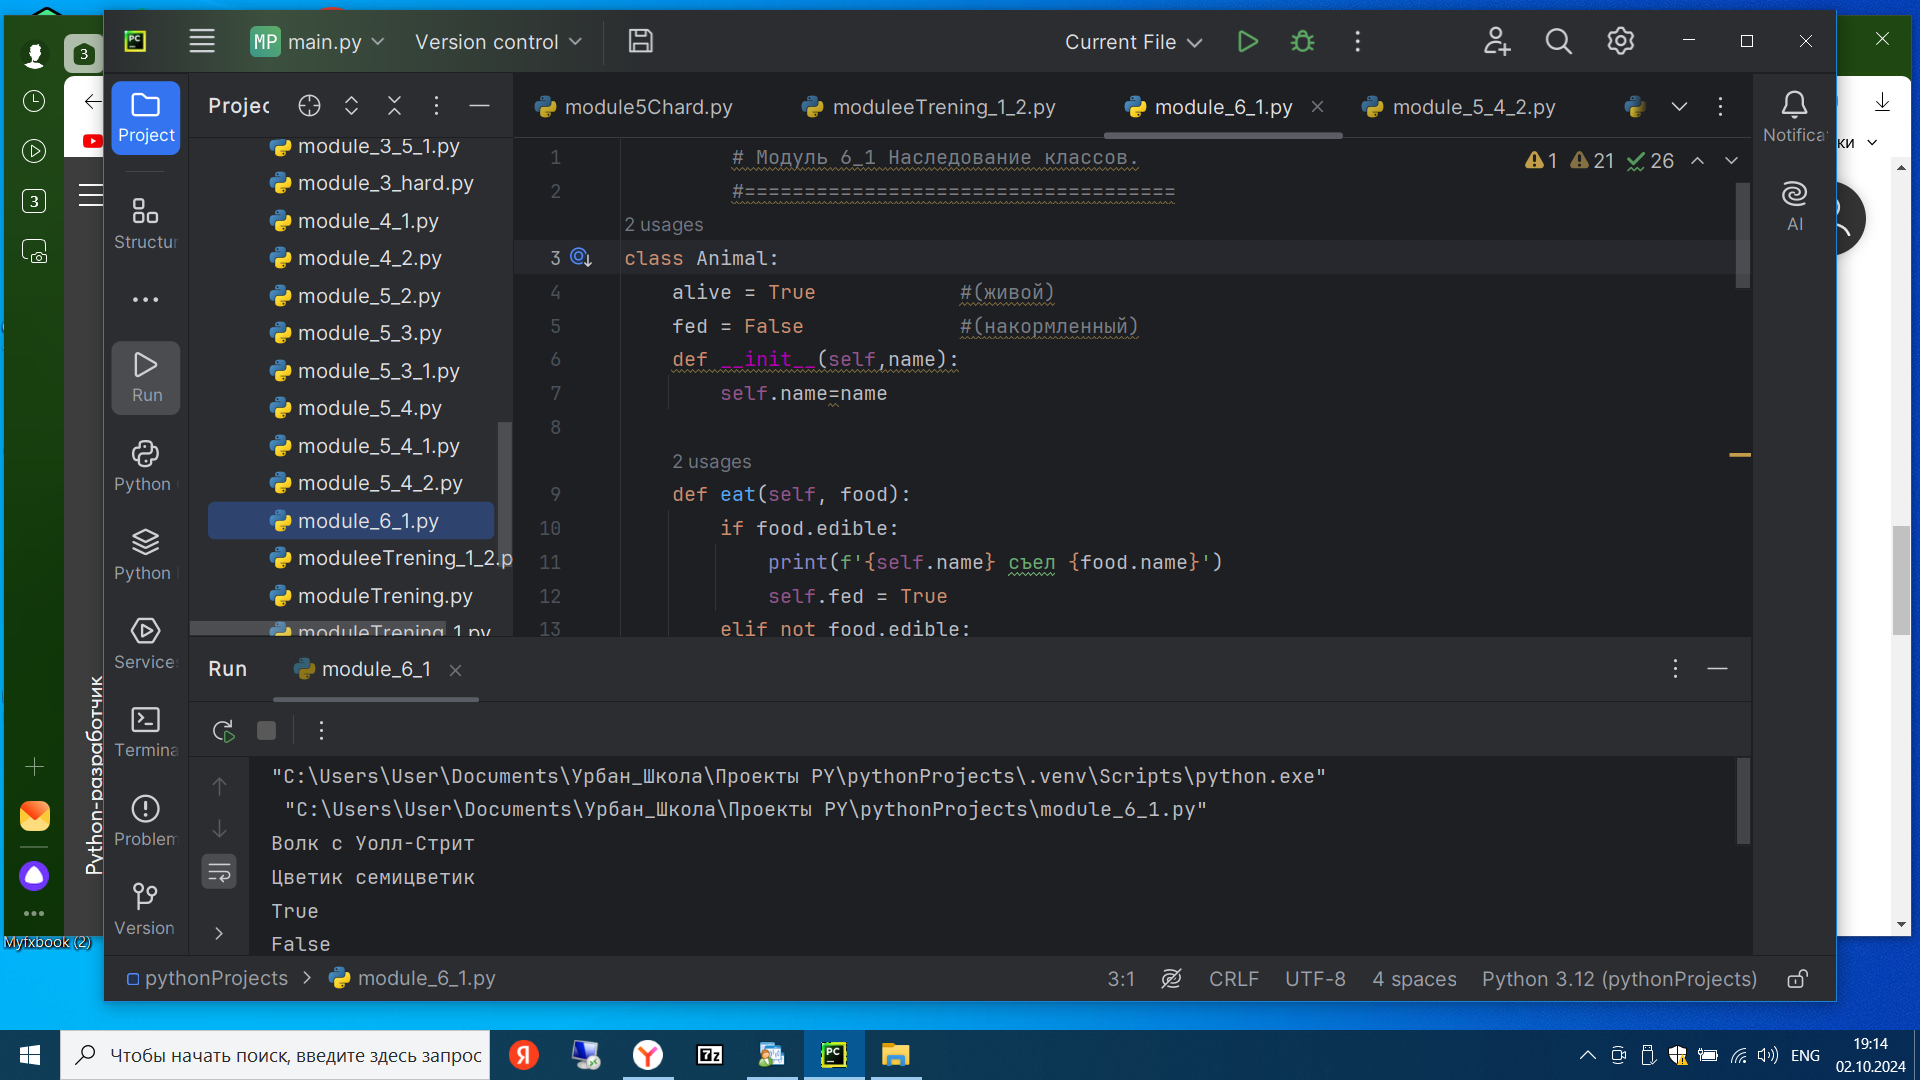 MP main.py
Version control
Current File
3
3
Project
Structur
Run
Python
Python
Service
Termina
Problem
Version
Python-разработчик
Myfxbook (2)
Projec
module_3_5_1.py
module_3_hard.py
module_4_1.py
module_4_2.py
module_5_2.py
module_5_3.py
module_5_3_1.py
module_5_4.py
module_5_4_1.py
module_5_4_2.py
module_6_1.py
moduleeTrening_1_2.p
moduleTrening.py
moduleTrening_1.py
module5Chard.py
moduleeTrening_1_2.py
module_6_1.py
module_5_4_2.py
1 21 26
1 # Модуль 6_1 Наследование классов.
2 #====================================
2 usages
3 class Animal:
4 alive = True #(живой)
5 fed = False #(накормленный)
6 def __init__(self,name):
7 self.name=name
8
2 usages
9 def eat(self, food):
10 if food.edible:
11 print(f'{self.name} съел {food.name}')
12 self.fed = True
13 elif not food.edible:
Notifica
AI
ки
Run
module_6_1
"C:\Users\User\Documents\Урбан_Школа\Проекты PY\pythonProjects\.venv\Scripts\python.exe"
"C:\Users\User\Documents\Урбан_Школа\Проекты PY\pythonProjects\module_6_1.py"
Волк с Уолл-Стрит
Цветик семицветик
True
False
pythonProjects > module_6_1.py
3:1 CRLF UTF-8 4 spaces Python 3.12 (pythonProjects)
Чтобы начать поиск, введите здесь запрос
Я
7z
PC
ENG
19:14
02.10.2024